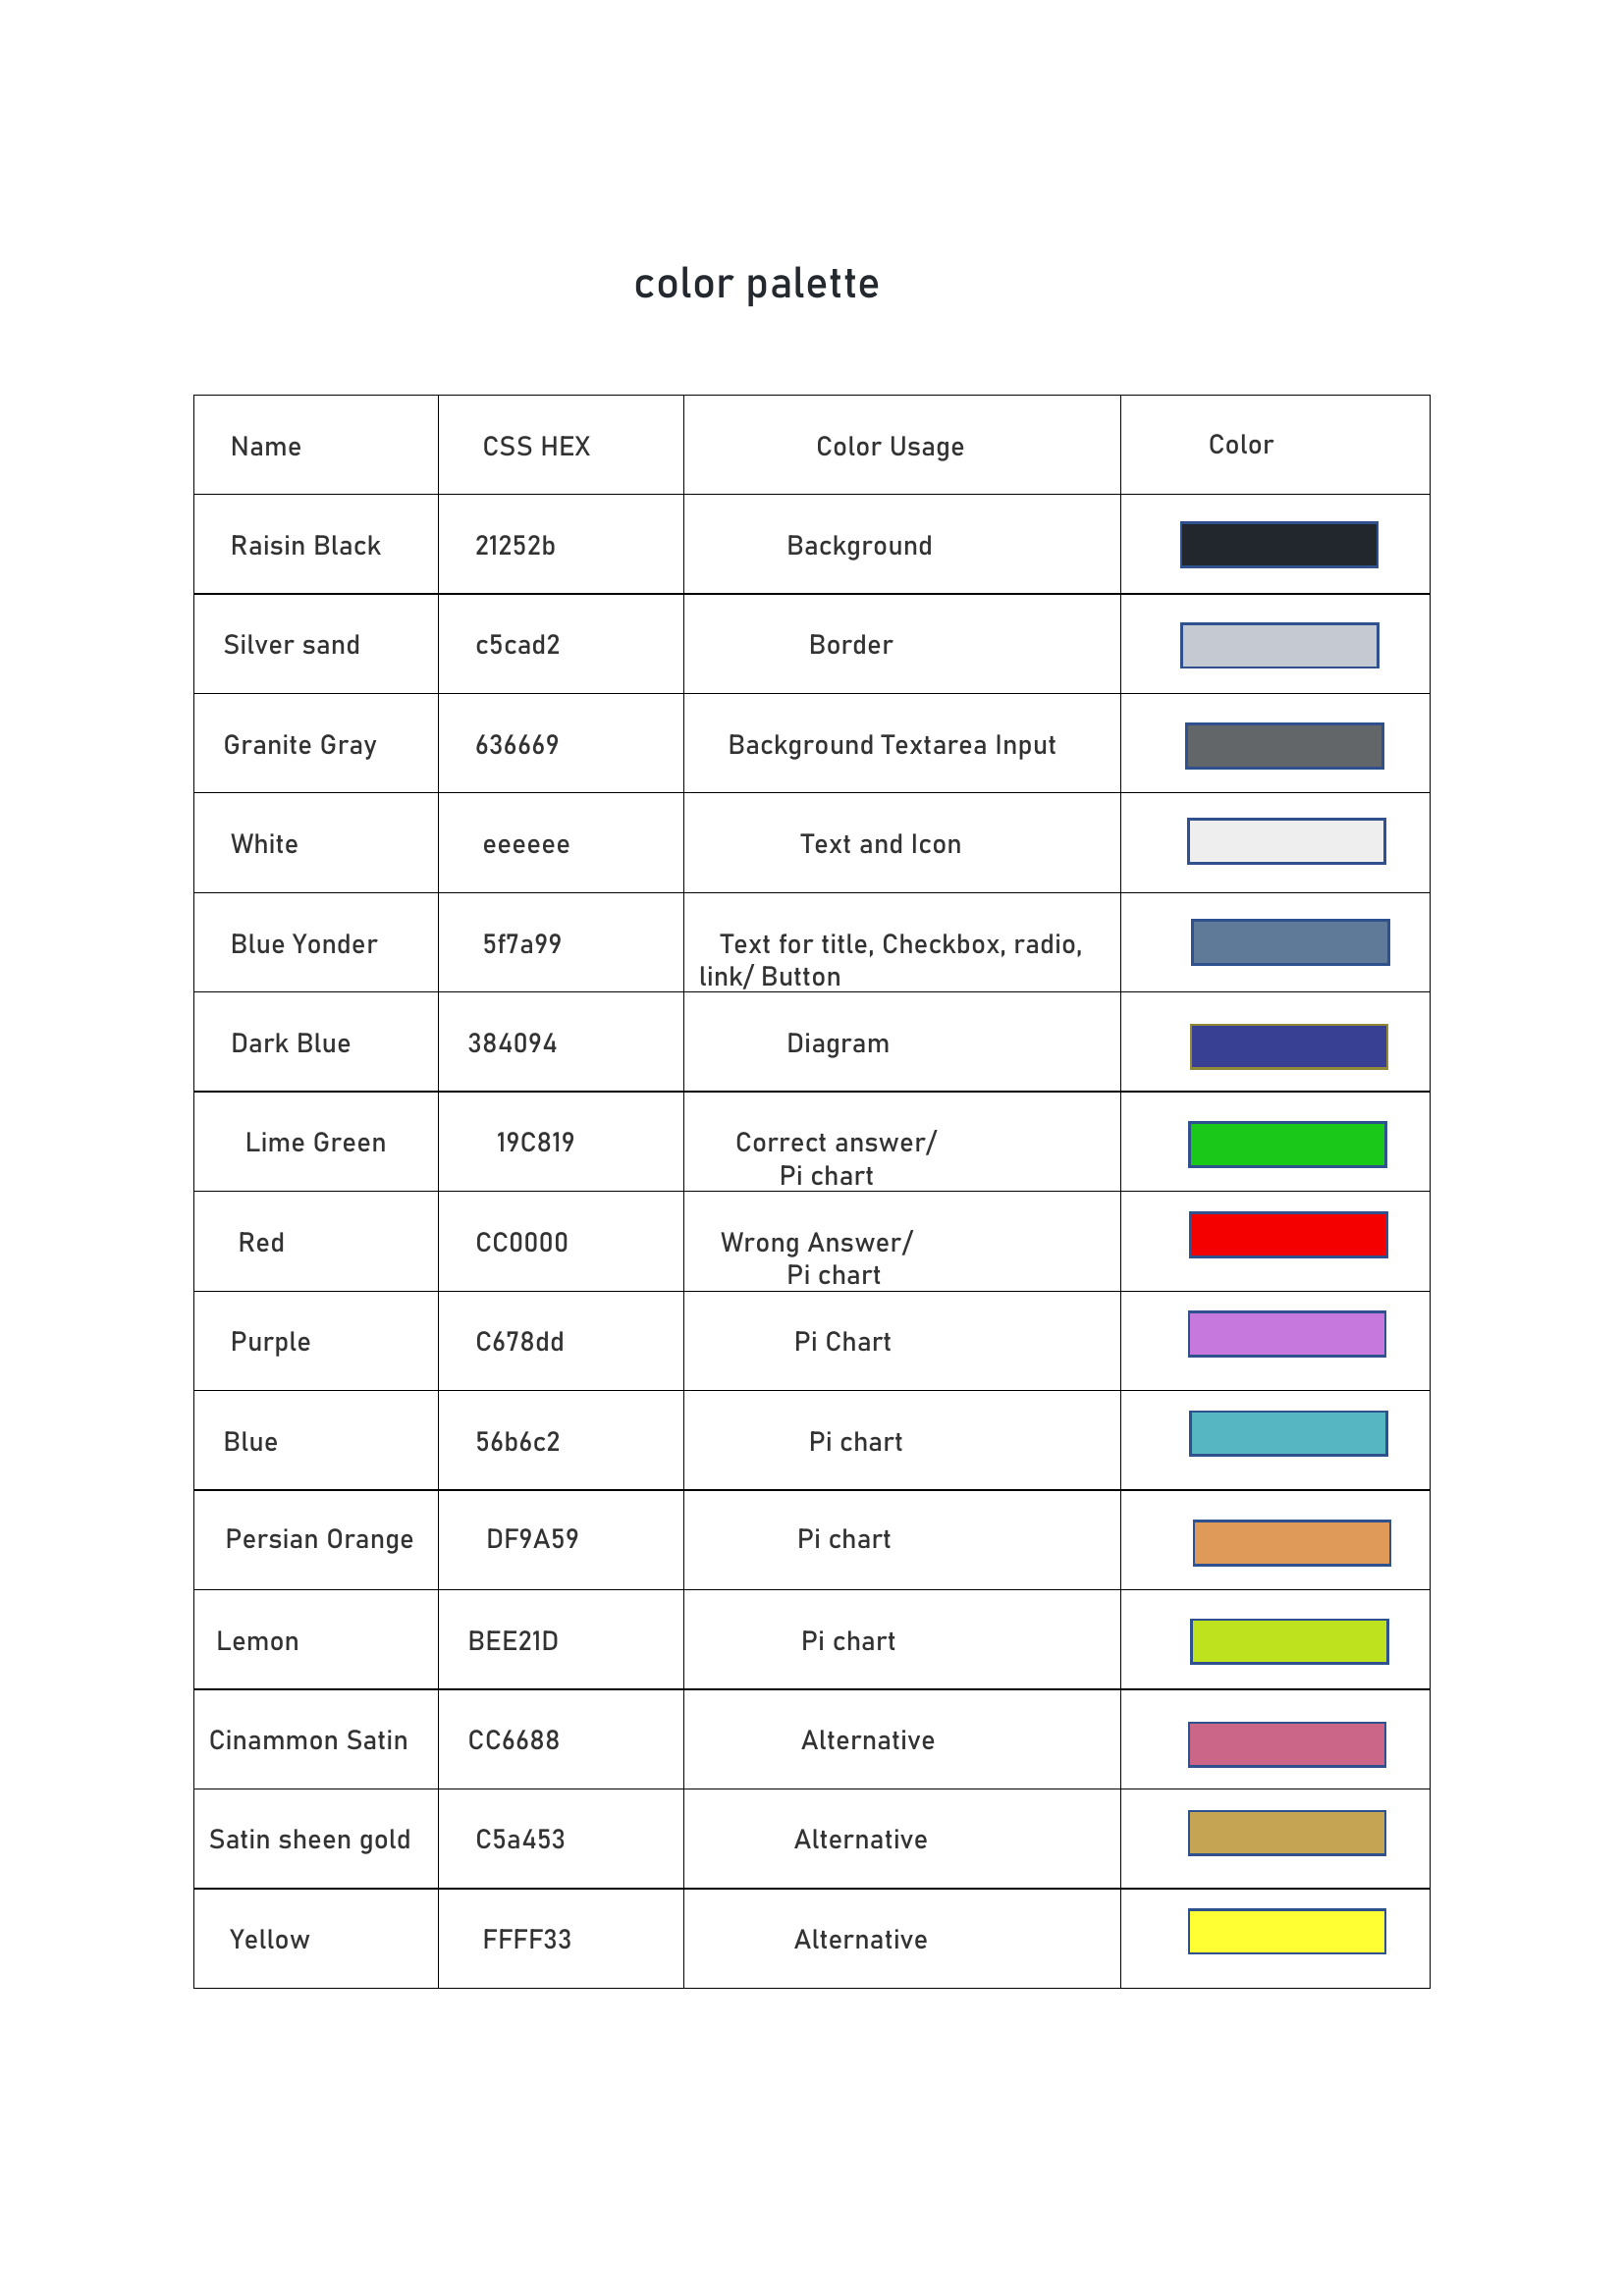 color palette
Name CSS HEX Color Usage Color
Raisin Black 21252b Background
Silver sand c5cad2 Border
Granite Gray 636669 Background Textarea Input
White eeeeee Text and Icon
Blue Yonder 5f7a99 Text for title, Checkbox, radio,
link/ Button
Dark Blue 384094 Diagram
Lime Green 19C819 Correct answer/
Pi chart
Red CC0000 Wrong Answer/
Pi chart
Purple C678dd Pi Chart
Blue 56b6c2 Pi chart
Persian Orange DF9A59 Pi chart
Lemon BEE21D Pi chart
Cinammon Satin CC6688 Alternative
Satin sheen gold C5a453 Alternative
Yellow FFFF33 Alternative